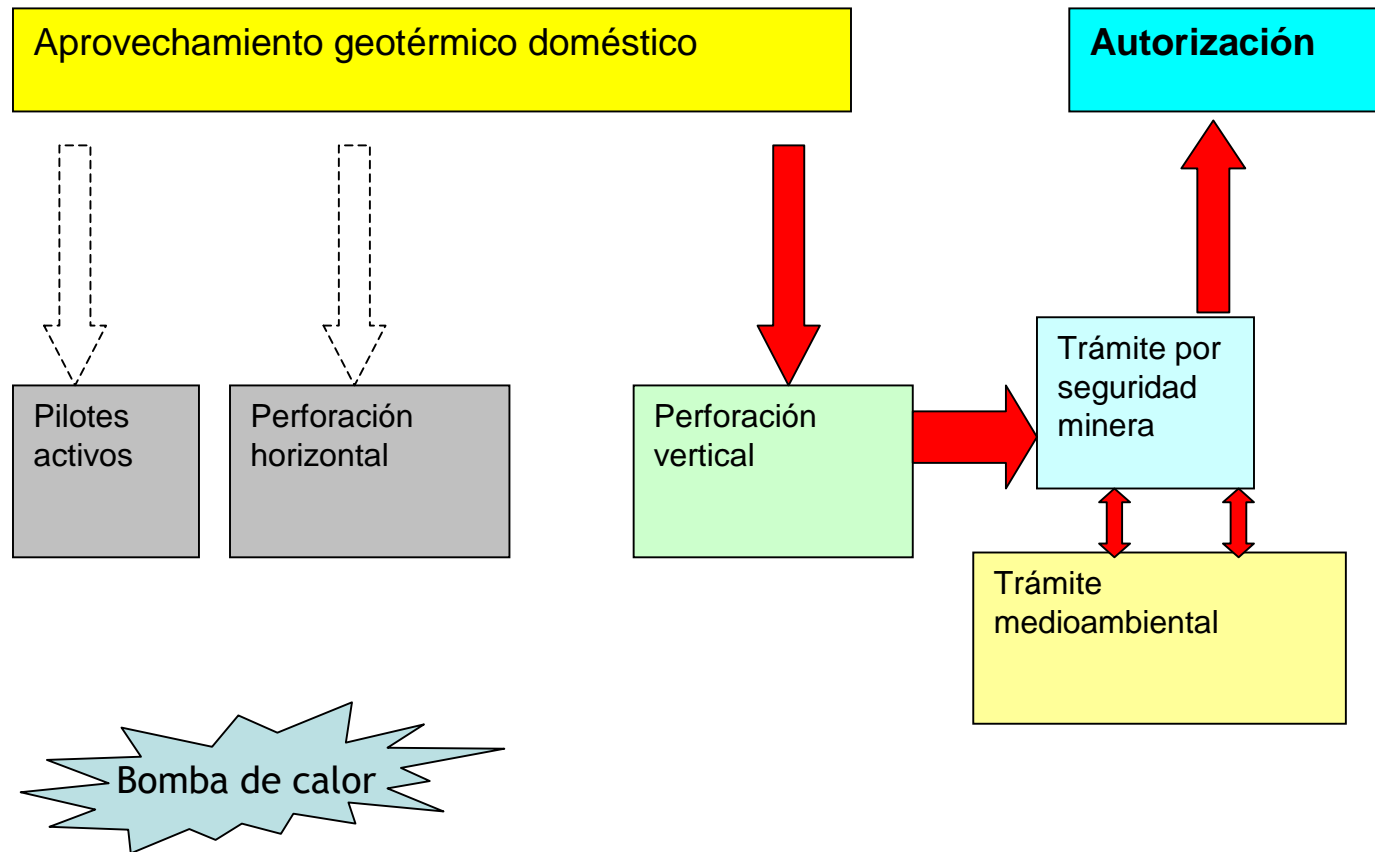 Aprovechamiento geotérmico doméstico
Autorización
Pilotes
activos
Perforación
horizontal
Perforación
vertical
Trámite por
seguridad
minera
Trámite
medioambiental
Bomba de calor